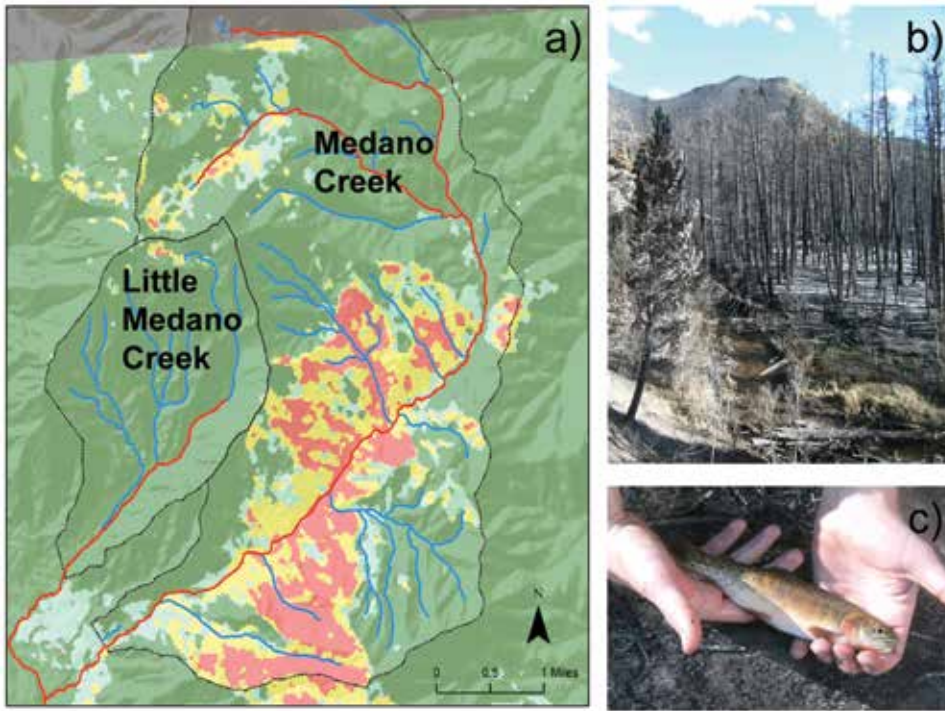 a)
Medano
Creek
Little
Medano
Creek
N
0 0.5 1 Miles
b)
c)